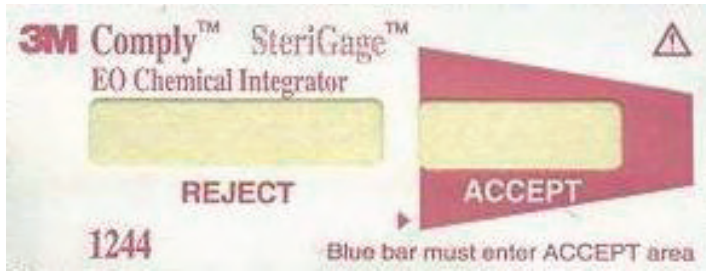 3M Comply™ SteriGage™
EO Chemical Integrator
REJECT
ACCEPT
1244
Blue bar must enter ACCEPT area